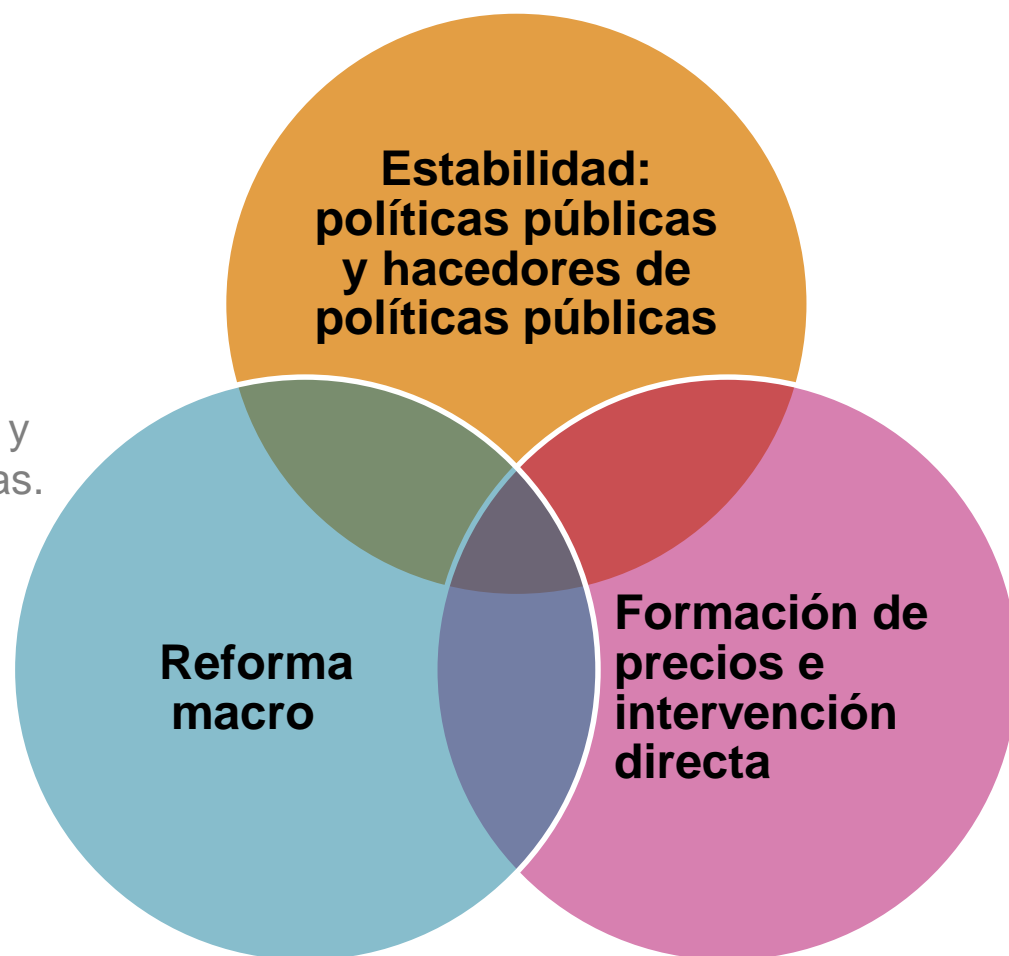 Estabilidad:
políticas públicas
y hacedores de
políticas públicas
y
as.
Reforma
macro
Formación de
precios e
intervención
directa